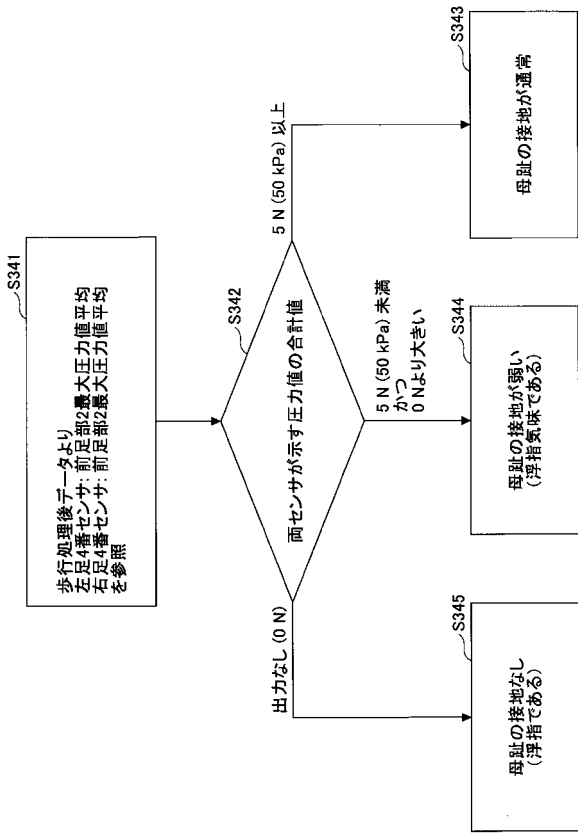 S341
歩行処理後データより
左足4番センサ: 前足部2最大圧力値平均
右足4番センサ: 前足部2最大圧力値平均
を参照
S342
両センサが示す圧力値の合計値
出力なし (0 N)
5 N (50 kPa) 未満
かつ
0 Nより大きい
5 N (50 kPa) 以上
S345
母趾の接地なし
(浮指である)
S344
母趾の接地が弱い
(浮指気味である)
S343
母趾の接地が通常